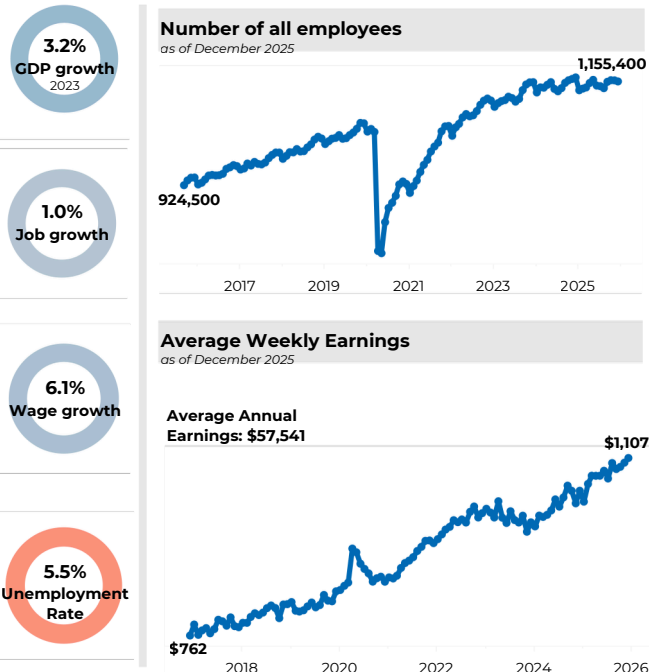 3.2%
GDP growth
2023
1.0%
Job growth
6.1%
Wage growth
5.5%
Unemployment
Rate
Number of all employees
as of December 2025
1,155,400
924,500
2017 2019 2021 2023 2025
Average Weekly Earnings
as of December 2025
Average Annual
Earnings: $57,541
$1,107
$762
2018 2020 2022 2024 2026